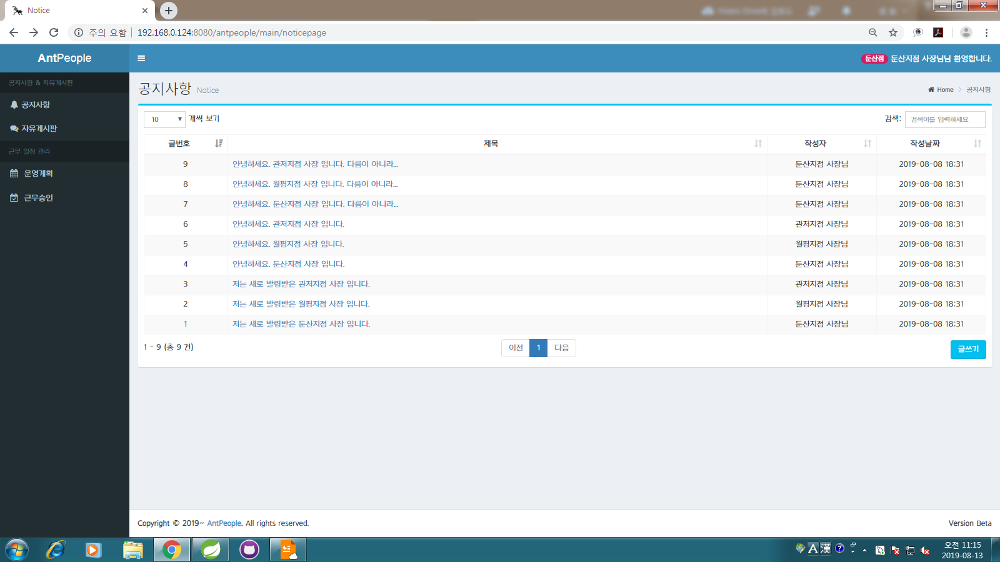 Notice
주의 요함 192.168.0.124:8080/antpeople/main/noticepage
AntPeople
둔산점 둔산지점 사장님님 환영합니다.
공지사항 & 자유게시판
공지사항
자유게시판
근무 일정 관리
운영계획
근무승인
공지사항 Notice
Home > 공지사항
10 개씩 보기
검색: 검색어를 입력하세요
글번호 제목 작성자 작성날짜
9 안녕하세요. 관저지점 사장 입니다. 다름이 아니라... 둔산지점 사장님 2019-08-08 18:31
8 안녕하세요. 월평지점 사장 입니다. 다름이 아니라... 둔산지점 사장님 2019-08-08 18:31
7 안녕하세요. 둔산지점 사장 입니다. 다름이 아니라... 둔산지점 사장님 2019-08-08 18:31
6 안녕하세요. 관저지점 사장 입니다. 관저지점 사장님 2019-08-08 18:31
5 안녕하세요. 월평지점 사장 입니다. 월평지점 사장님 2019-08-08 18:31
4 안녕하세요. 둔산지점 사장 입니다. 둔산지점 사장님 2019-08-08 18:31
3 저는 새로 발령받은 관저지점 사장 입니다. 관저지점 사장님 2019-08-08 18:31
2 저는 새로 발령받은 월평지점 사장 입니다. 월평지점 사장님 2019-08-08 18:31
1 저는 새로 발령받은 둔산지점 사장 입니다. 둔산지점 사장님 2019-08-08 18:31
1 - 9 (총 9 건)
이전 1 다음
글쓰기
Copyright © 2019~ AntPeople. All rights reserved.
Version Beta
A 漢
오전 11:15
2019-08-13